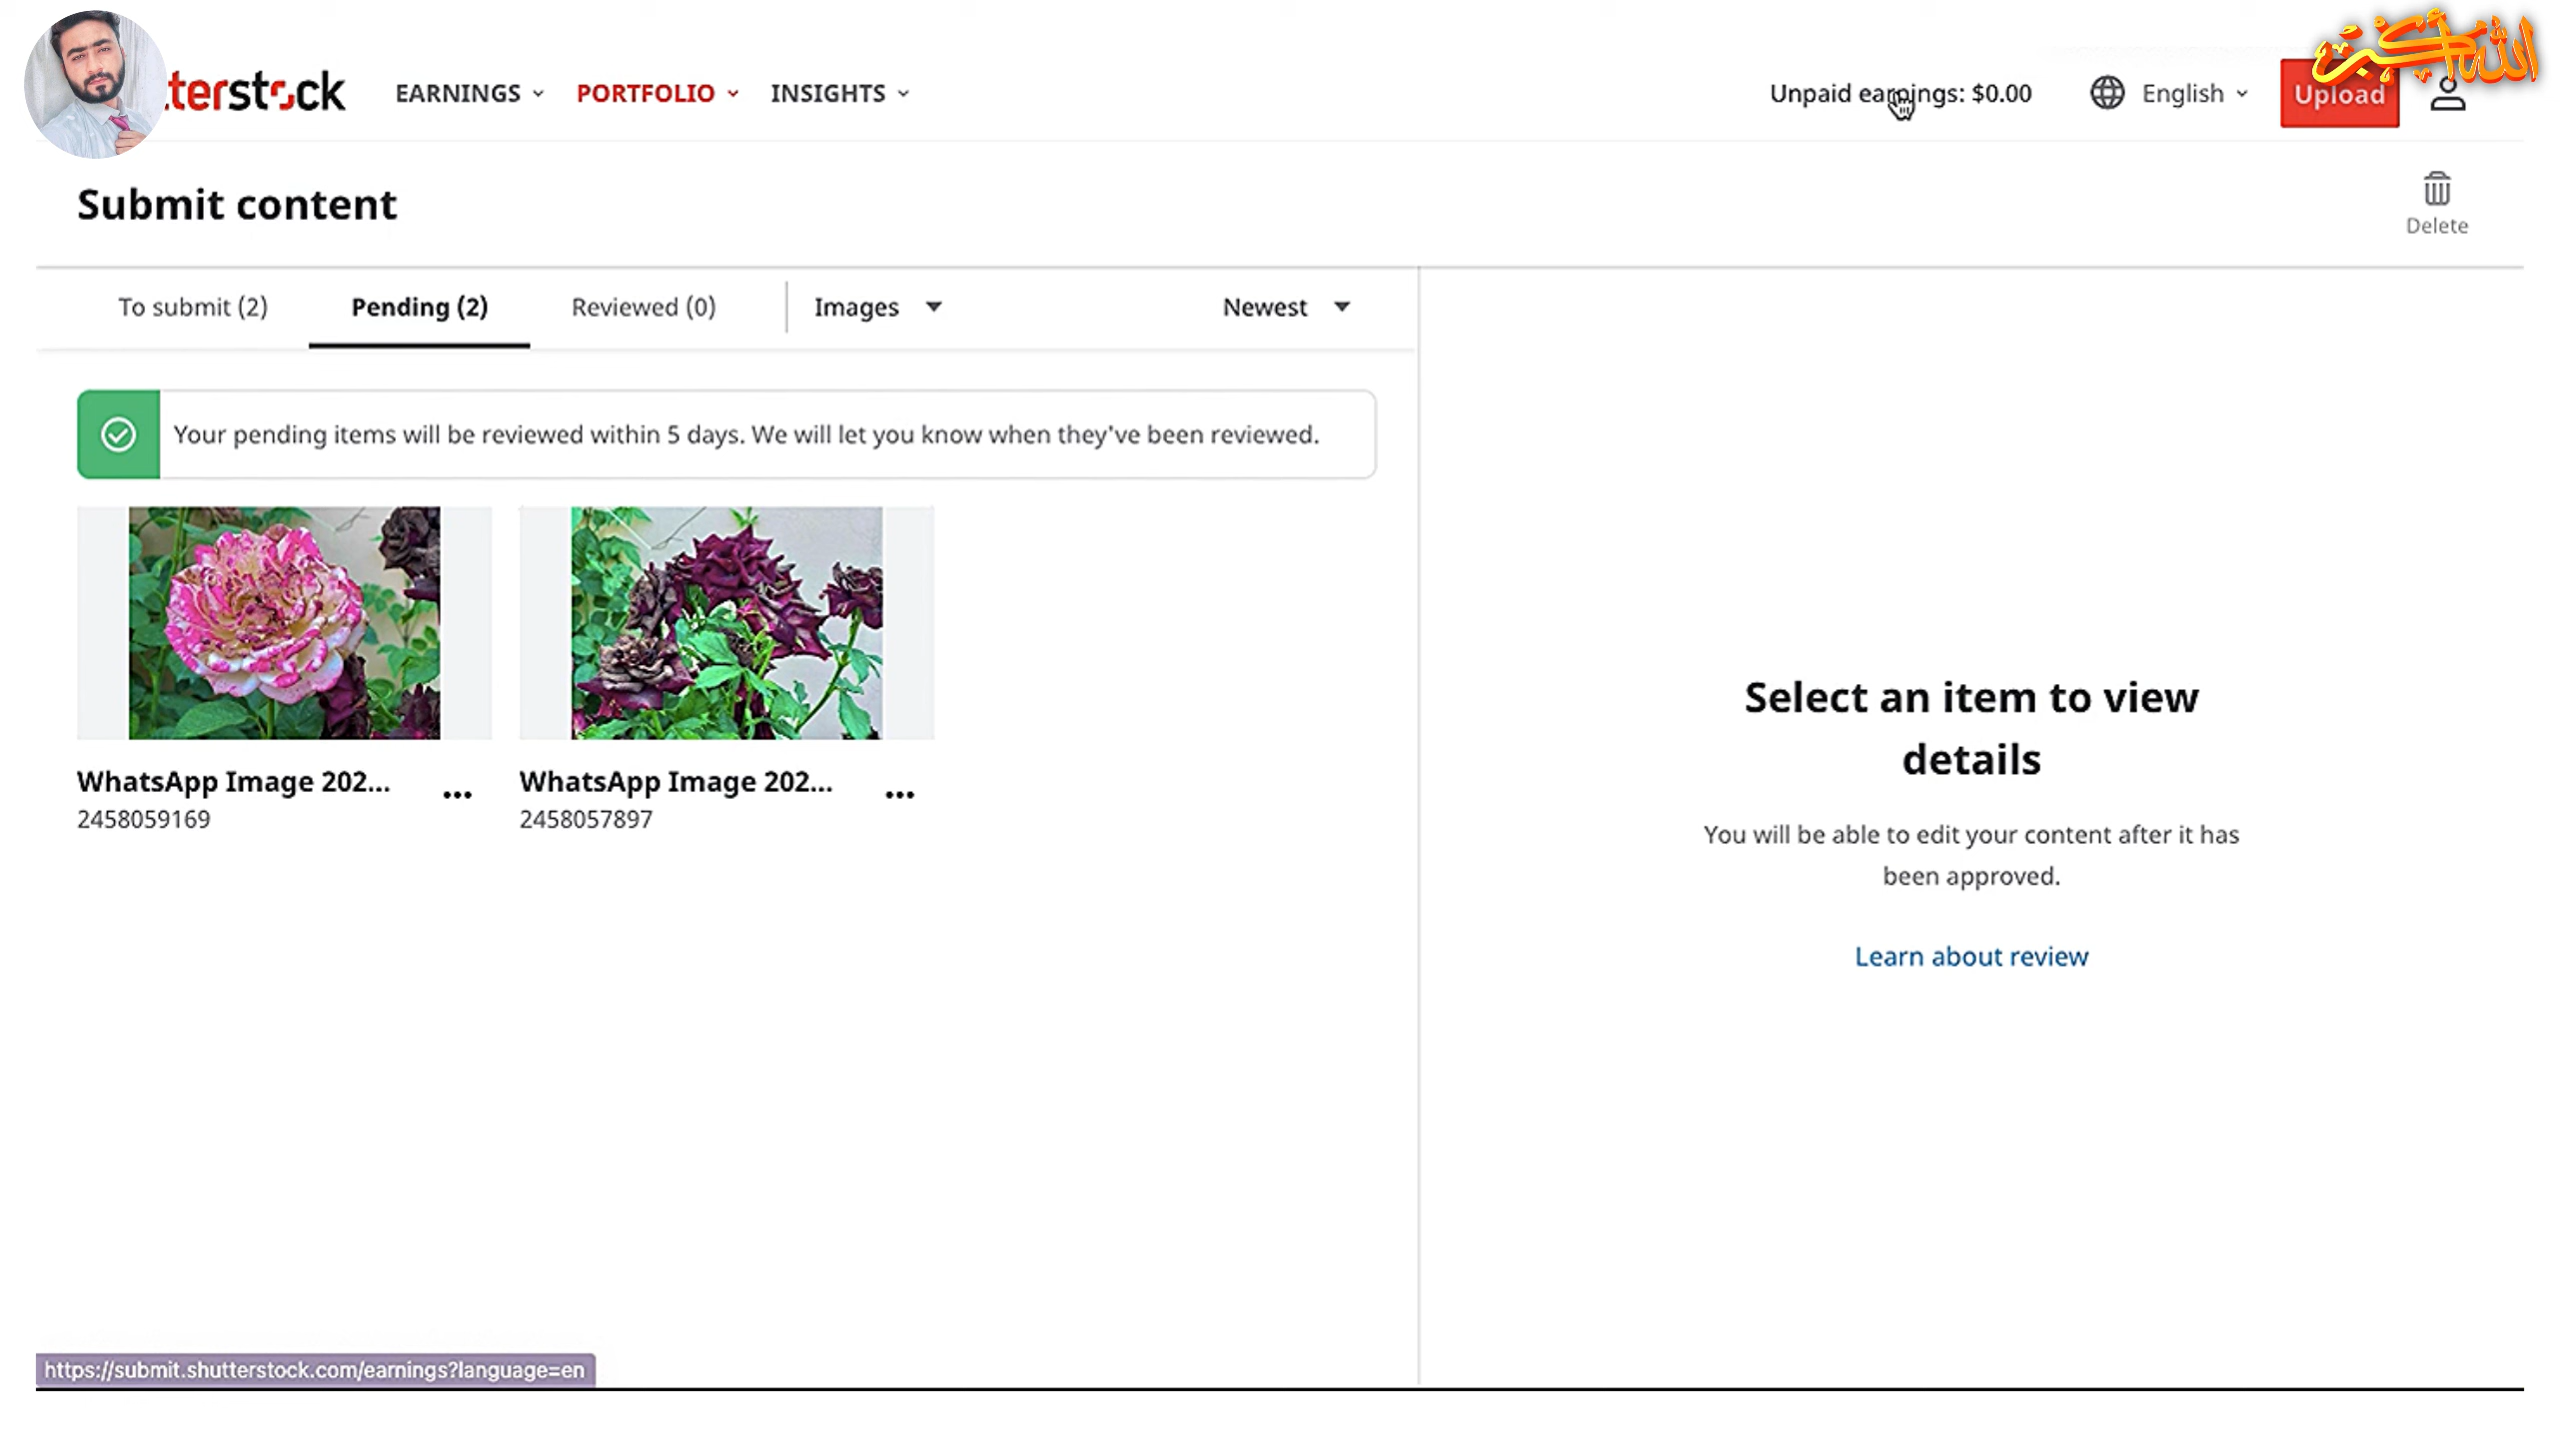 terstock
EARNINGS
PORTFOLIO
INSIGHTS
Unpaid earnings: $0.00
English
Upload
الله أكبر
Submit content
Delete
To submit (2)
Pending (2)
Reviewed (0)
Images
Newest
Your pending items will be reviewed within 5 days. We will let you know when they've been reviewed.
WhatsApp Image 202...
2458059169
WhatsApp Image 202...
2458057897
Select an item to view
details
You will be able to edit your content after it has
been approved.
Learn about review
https://submit.shutterstock.com/earnings?language=en